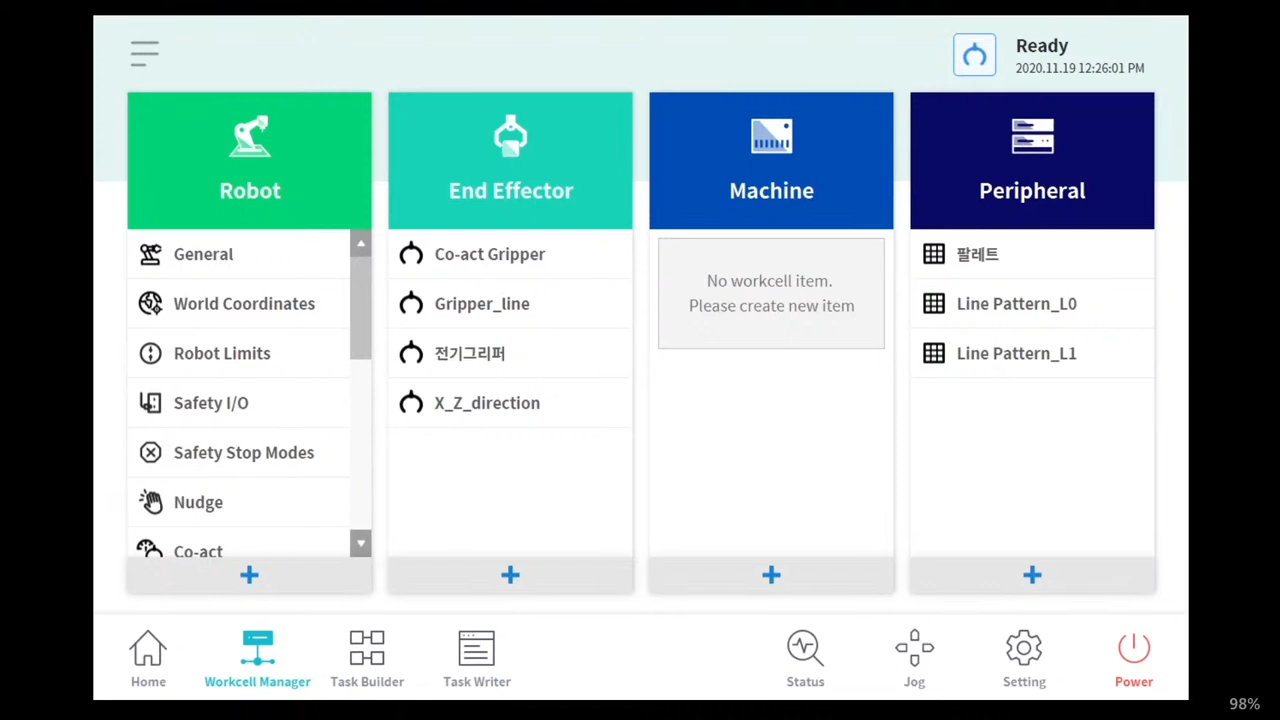 Ready
2020.11.19 12:26:01 PM
Robot
End Effector
Machine
Peripheral
General
World Coordinates
Robot Limits
Safety I/O
Safety Stop Modes
Nudge
Co-act
Co-act Gripper
Gripper_line
전기그리퍼
X_Z_direction
No workcell item.
Please create new item
팔레트
Line Pattern_L0
Line Pattern_L1
Home
Workcell Manager
Task Builder
Task Writer
Status
Jog
Setting
Power
98%